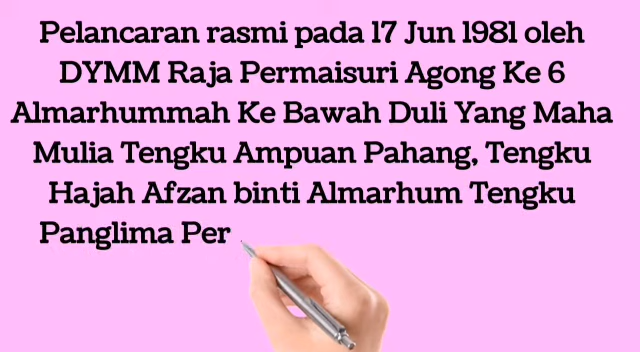 Pelancaran rasmi pada 17 Jun 1981 oleh
DYMM Raja Permaisuri Agong Ke 6
Almarhummah Ke Bawah Duli Yang Maha
Mulia Tengku Ampuan Pahang, Tengku
Hajah Afzan binti Almarhum Tengku
Panglima Per